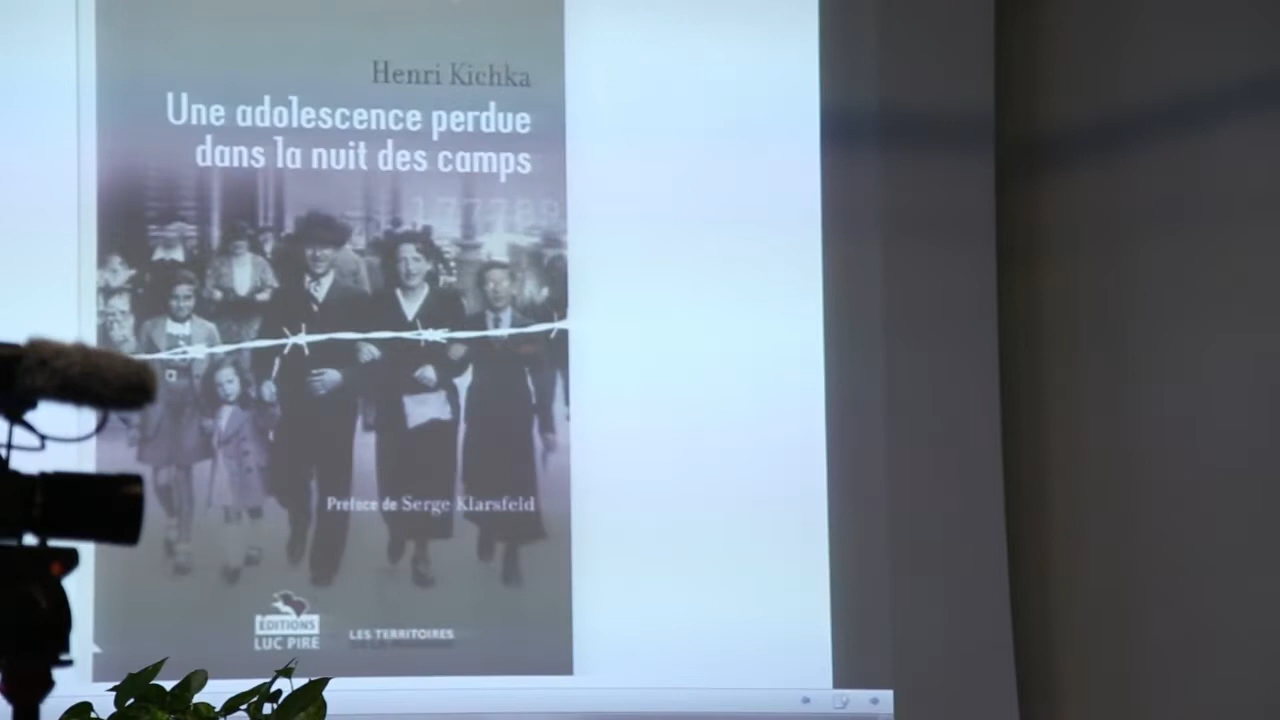 Henri Kichka
Une adolescence perdue
dans la nuit des camps
Préface de Serge Klarsfeld
EDITIONS
LUC PIRE
LES TERRITOIRES